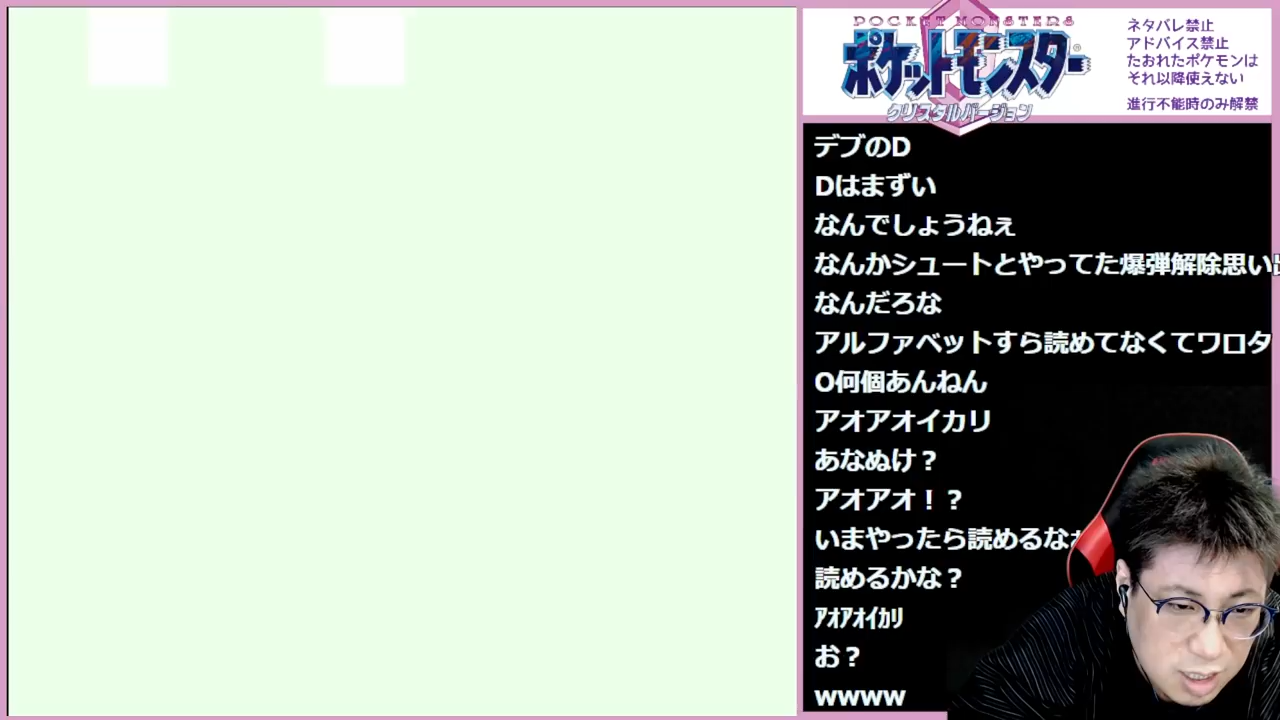 POCKET MONSTERS
ポケットモンスター
クリスタルバージョン
ネタバレ禁止
アドバイス禁止
たおれたポケモンは
それ以降使えない
進行不能時のみ解禁
デブのD
Dはまずい
なんでしょうねぇ
なんかシュートとやってた爆弾解除思い出
なんだろな
アルファベットすら読めてなくてワロタ
O何個あんねん
アオアオイカリ
あなぬけ？
アオアオ！？
いまやったら読めるなぁ
読めるかな？
ｱｵｱｵｲｶﾘ
お？
wwww